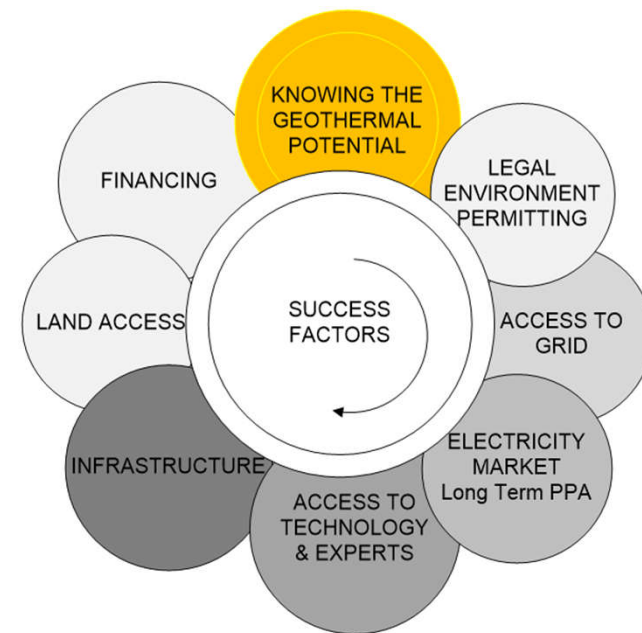 KNOWING THE
GEOTHERMAL
POTENTIAL
LEGAL
ENVIRONMENT
PERMITTING
ACCESS TO
GRID
ELECTRICITY
MARKET
Long Term PPA
ACCESS TO
TECHNOLOGY
& EXPERTS
INFRASTRUCTURE
LAND ACCESS
FINANCING
SUCCESS
FACTORS